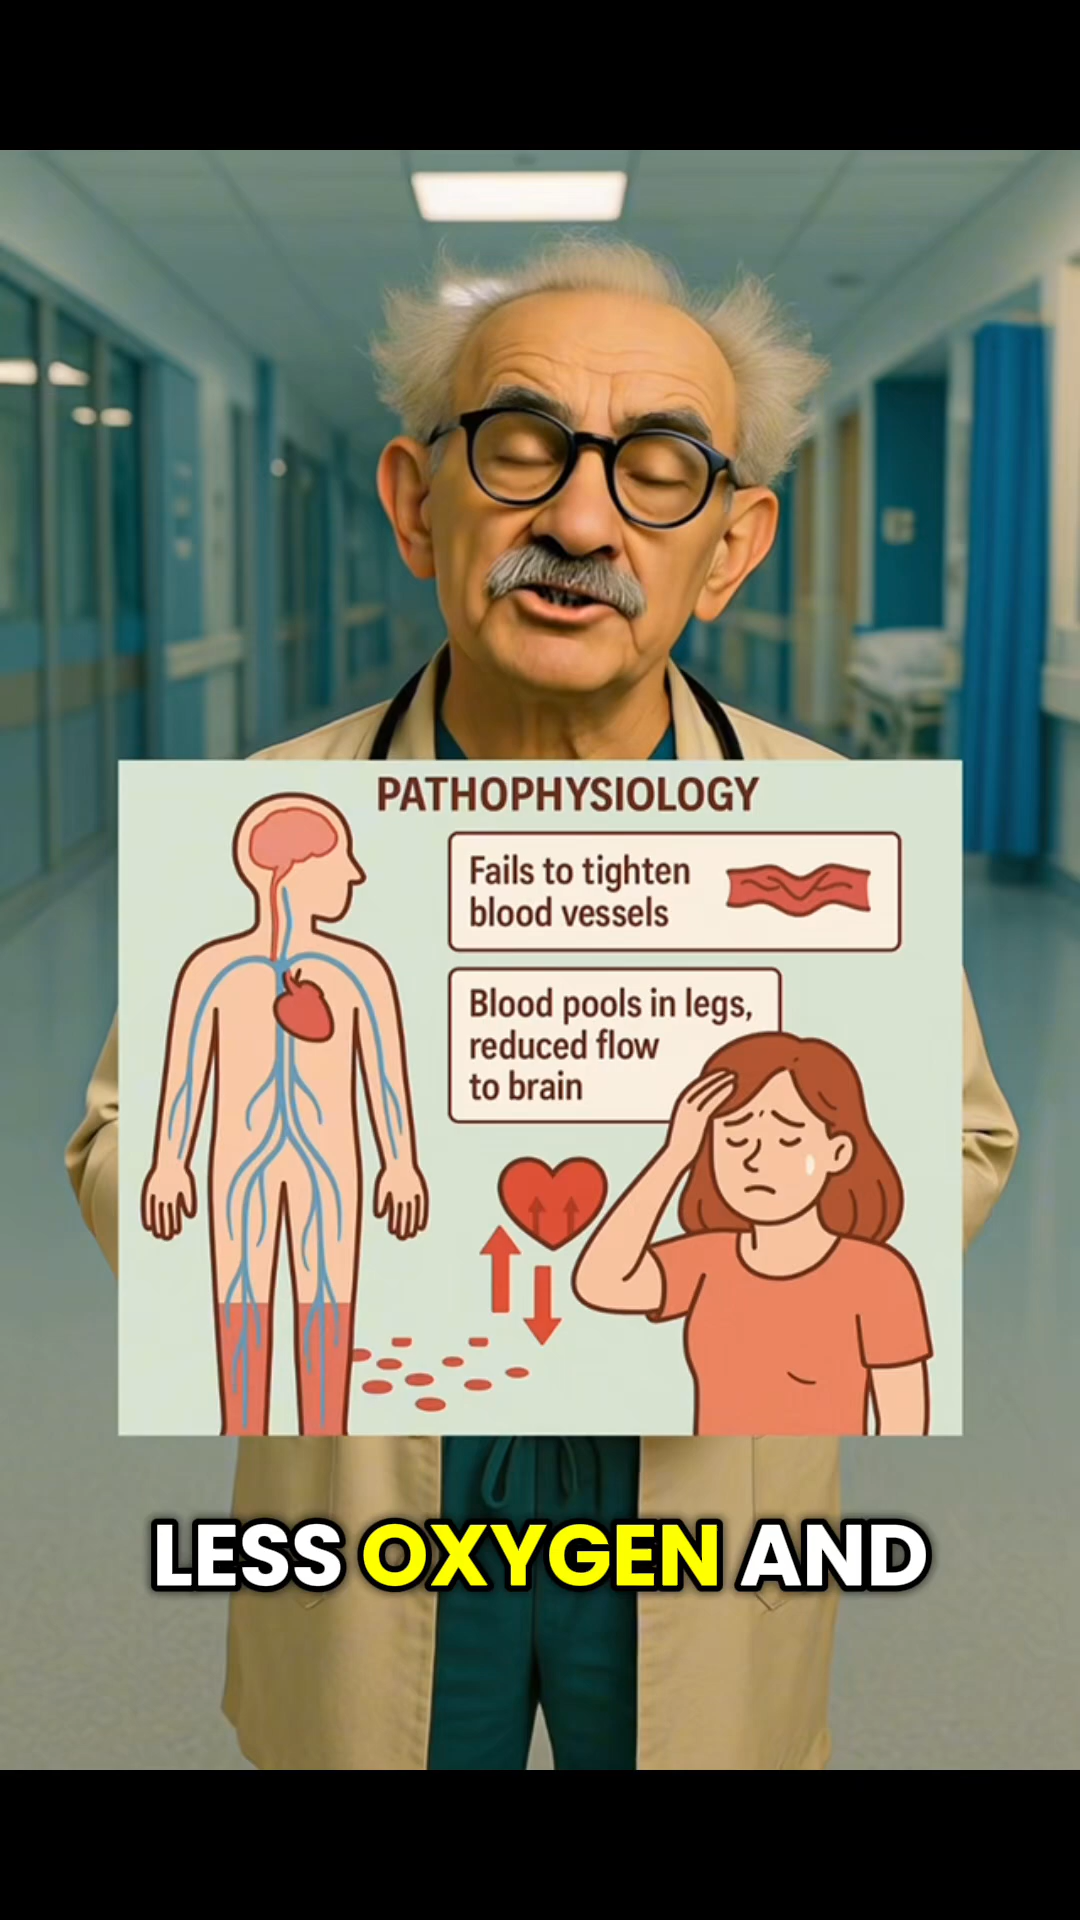 PATHOPHYSIOLOGY
Fails to tighten
blood vessels
Blood pools in legs,
reduced flow
to brain
LESS OXYGEN AND